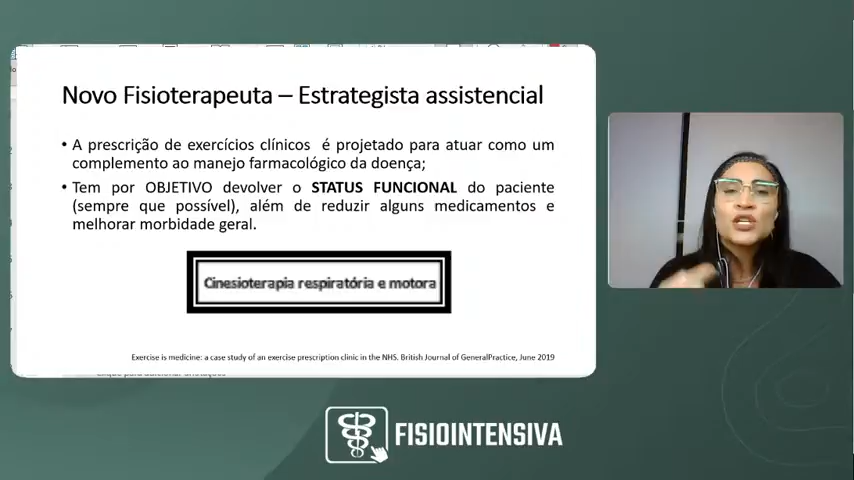 Novo Fisioterapeuta – Estrategista assistencial
• A prescrição de exercícios clínicos é projetado para atuar como um
complemento ao manejo farmacológico da doença;
• Tem por OBJETIVO devolver o STATUS FUNCIONAL do paciente
(sempre que possível), além de reduzir alguns medicamentos e
melhorar morbidade geral.
Cinesioterapia respiratória e motora
Exercise is medicine: a case study of an exercise prescription clinic in the NHS. British Journal of GeneralPractice, June 2019
FISIOINTENSIVA